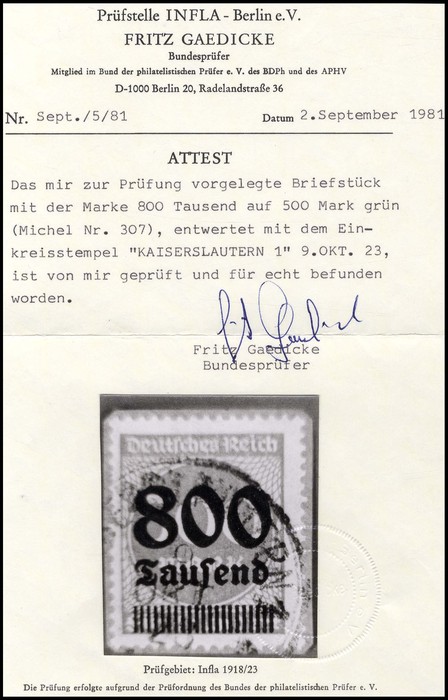 Prüfstelle INFLA - Berlin e.V.
FRITZ GAEDICKE
Bundesprüfer
Mitglied im Bund der philatelistischen Prüfer e. V. des BDPh und des APHV
D-1000 Berlin 20, Radelandstraße 36
Nr. Sept./5/81 Datum 2.September 1981
ATTEST
Das mir zur Prüfung vorgelegte Briefstück
mit der Marke 800 Tausend auf 500 Mark grün
(Michel Nr. 307), entwertet mit dem Ein-
kreisstempel "KAISERSLAUTERN 1" 9.OKT. 23,
ist von mir geprüft und für echt befunden
worden.
Fritz Gaedicke
Bundesprüfer
Deutsches Reich
800
Tausend
Prüfgebiet: Infla 1918/23
Die Prüfung erfolgte aufgrund der Prüfordnung des Bundes der philatelistischen Prüfer e. V.